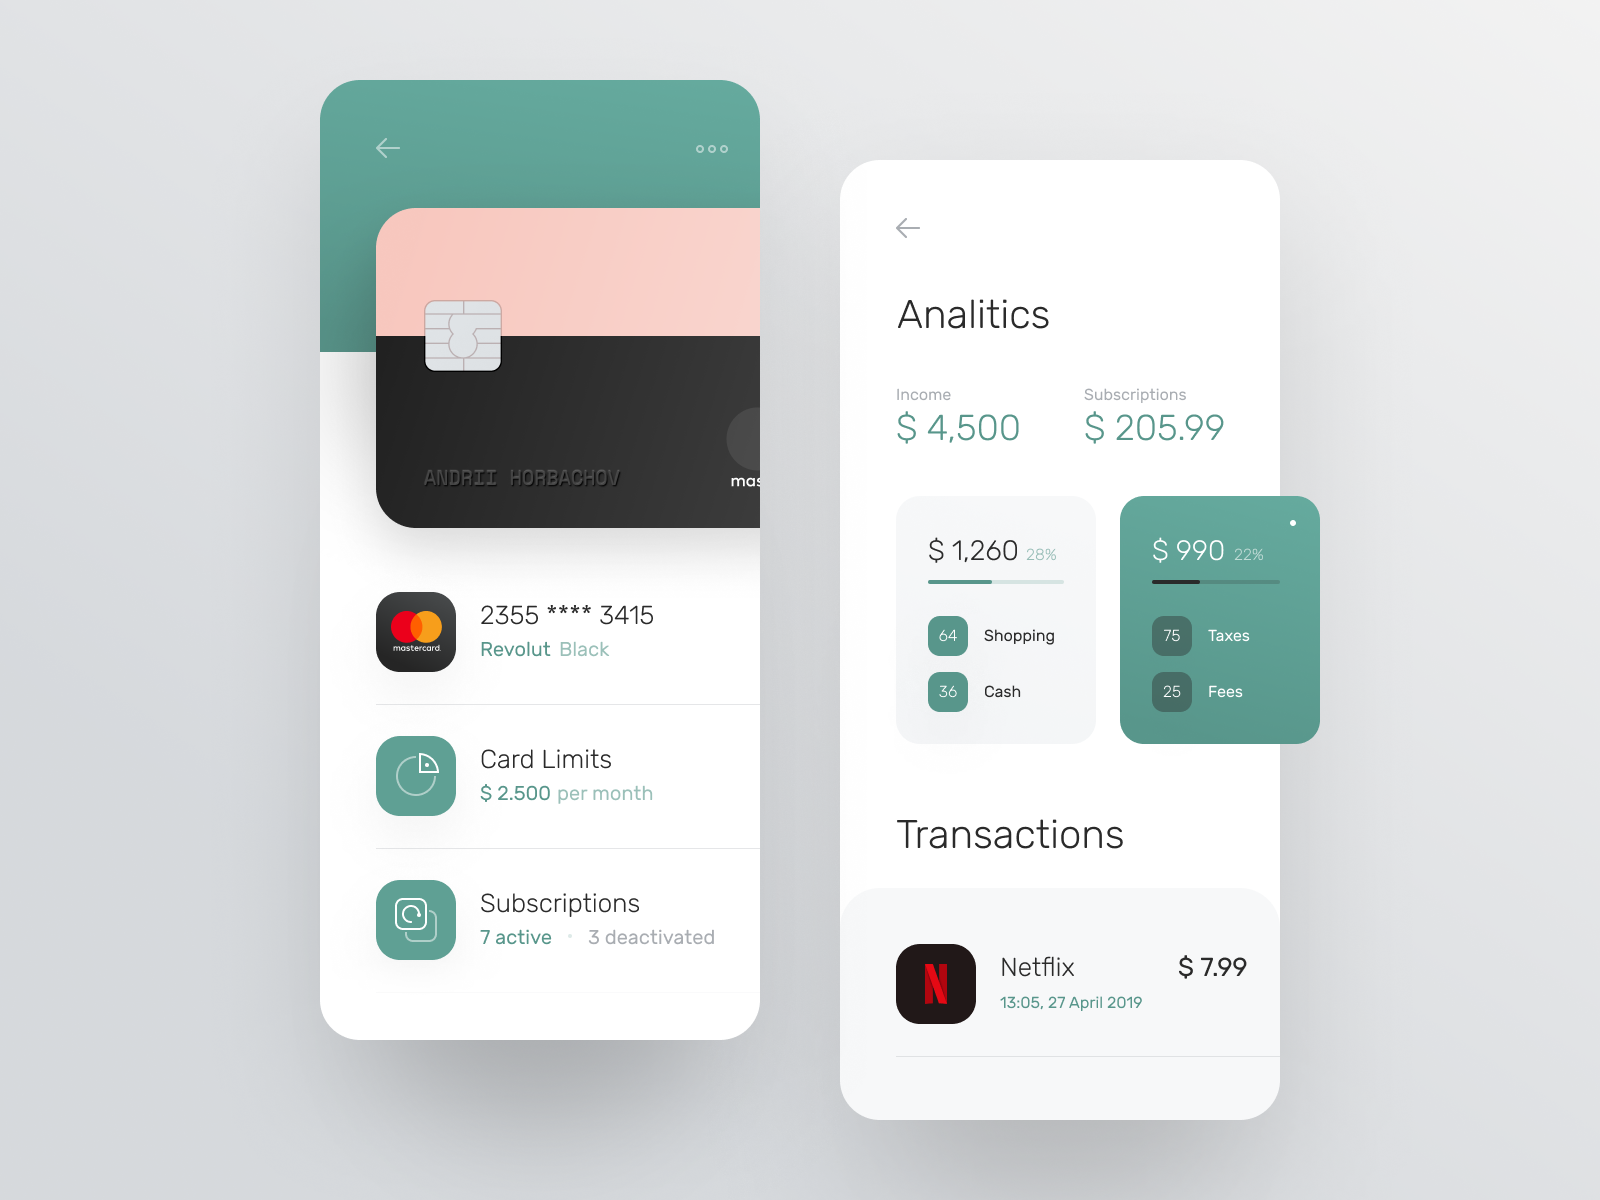 ANDRII HORBACHOV
mas
mastercard.
2355 **** 3415
Revolut Black
Card Limits
$ 2.500 per month
Subscriptions
7 active • 3 deactivated
Analitics
Income
$ 4,500
Subscriptions
$ 205.99
$ 1,260 28%
64 Shopping
36 Cash
$ 990 22%
75 Taxes
25 Fees
Transactions
N
Netflix
$ 7.99
13:05, 27 April 2019